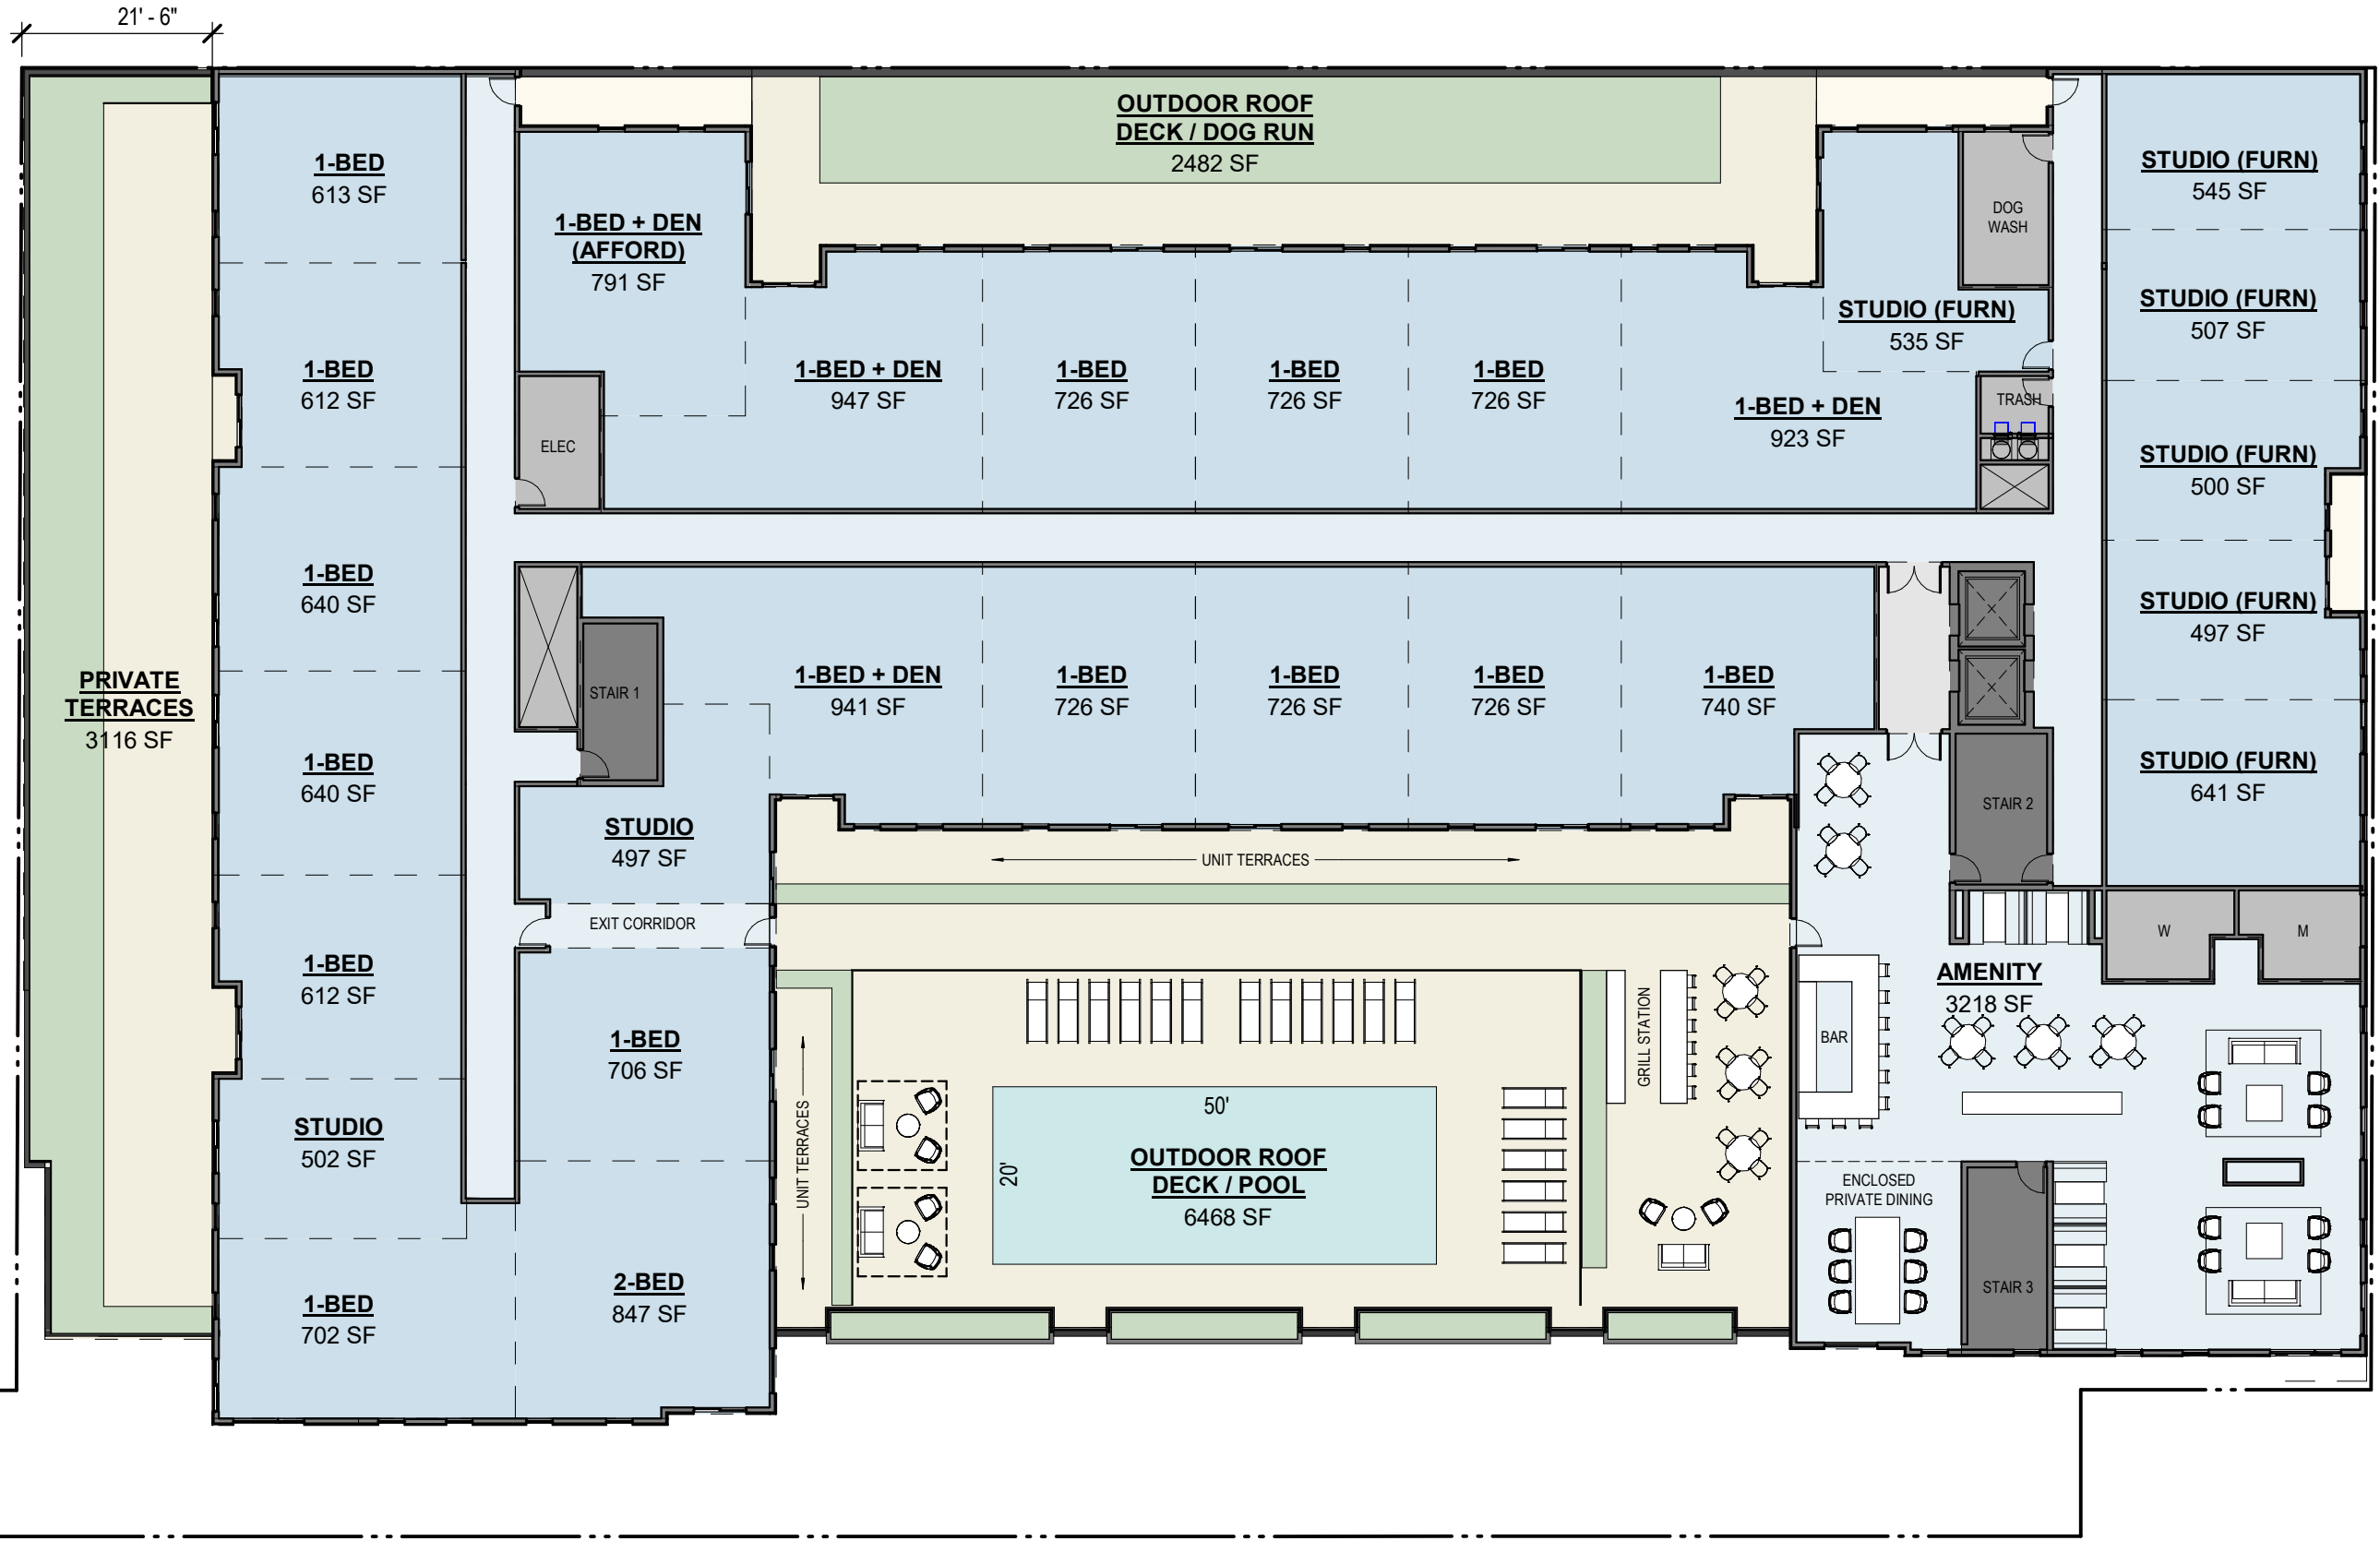 21' - 6"
OUTDOOR ROOF
DECK / DOG RUN
2482 SF
1-BED
613 SF
1-BED + DEN
(AFFORD)
791 SF
DOG
WASH
STUDIO (FURN)
545 SF
STUDIO (FURN)
535 SF
STUDIO (FURN)
507 SF
1-BED
612 SF
1-BED + DEN
947 SF
1-BED
726 SF
1-BED
726 SF
1-BED
726 SF
1-BED + DEN
923 SF
TRASH
ELEC
STUDIO (FURN)
500 SF
1-BED
640 SF
STUDIO (FURN)
497 SF
PRIVATE
TERRACES
3116 SF
STAIR 1
1-BED + DEN
941 SF
1-BED
726 SF
1-BED
726 SF
1-BED
726 SF
1-BED
740 SF
1-BED
640 SF
STUDIO (FURN)
641 SF
STAIR 2
STUDIO
497 SF
UNIT TERRACES
EXIT CORRIDOR
W
M
1-BED
612 SF
AMENITY
3218 SF
1-BED
706 SF
GRILL STATION
BAR
STUDIO
502 SF
UNIT TERRACES
50'
20'
OUTDOOR ROOF
DECK / POOL
6468 SF
ENCLOSED
PRIVATE DINING
1-BED
702 SF
2-BED
847 SF
STAIR 3